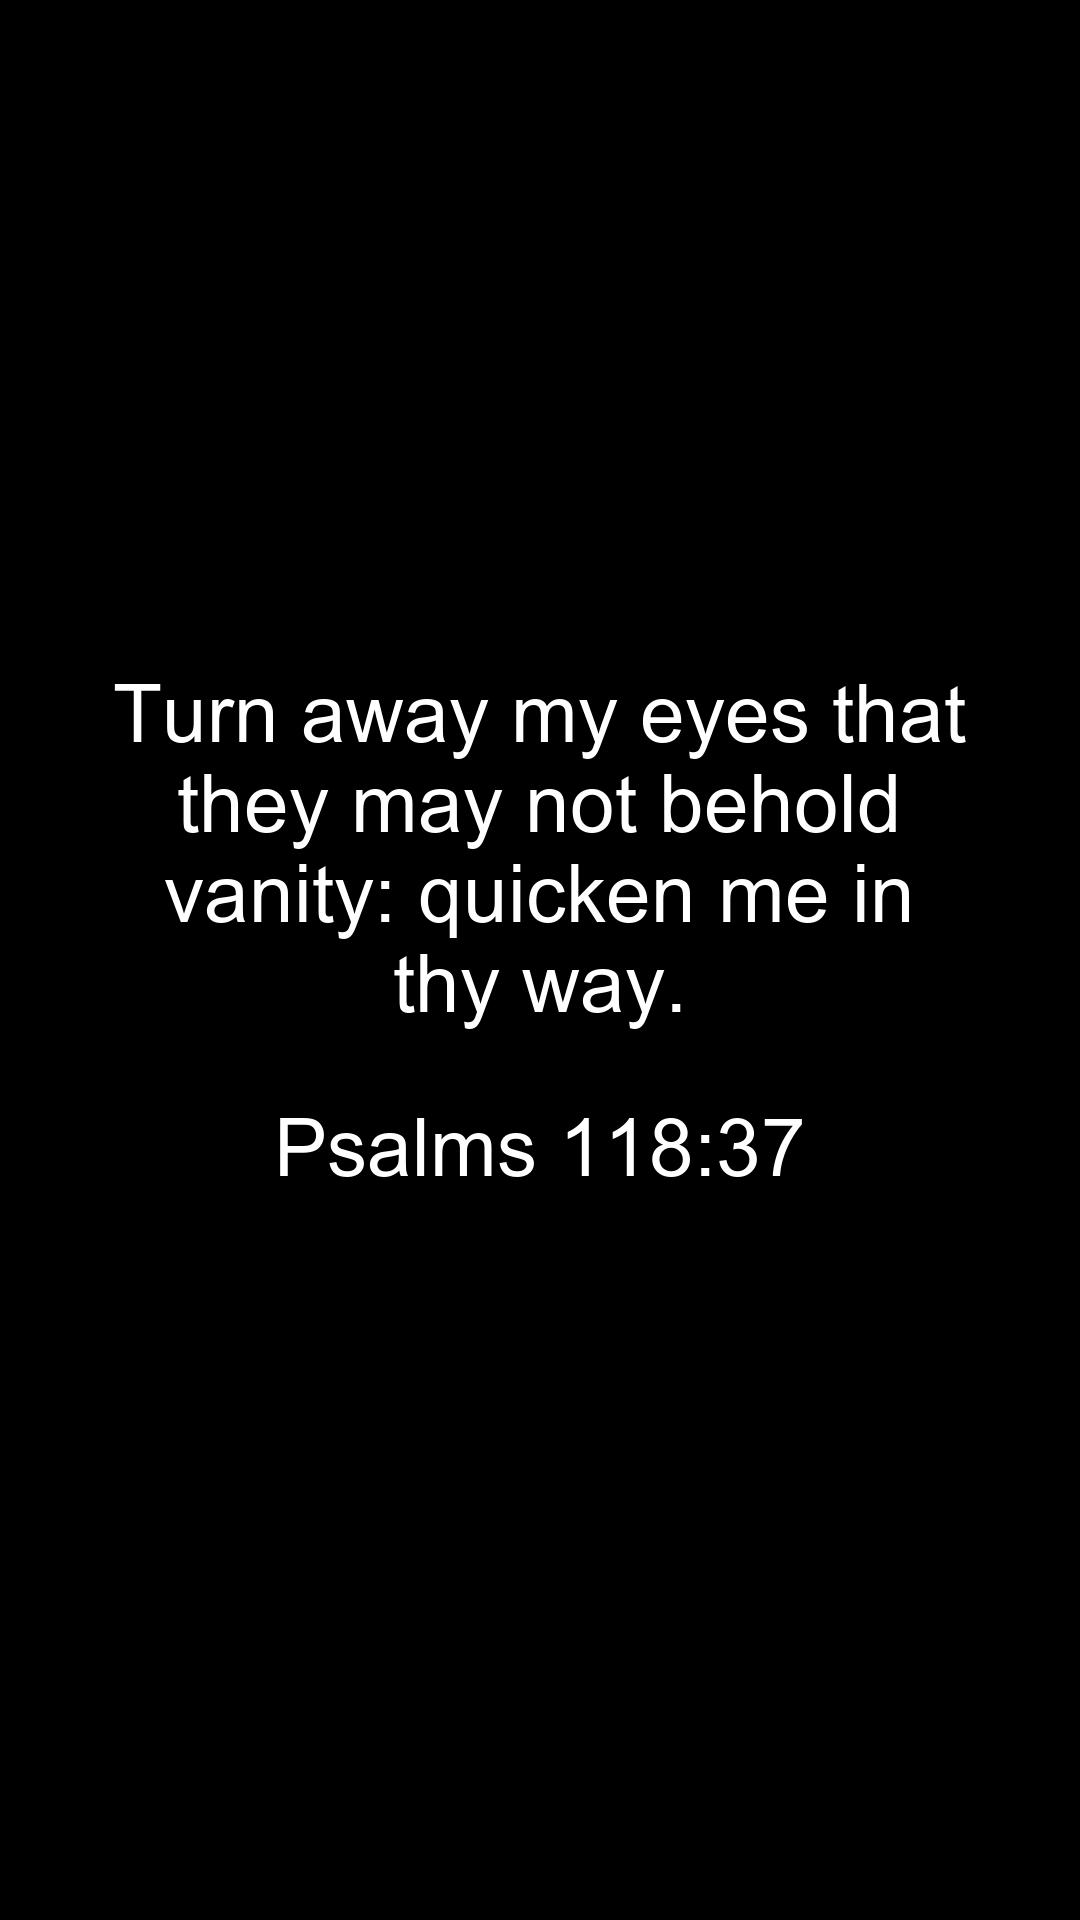 Turn away my eyes that
they may not behold
vanity: quicken me in
thy way.
Psalms 118:37